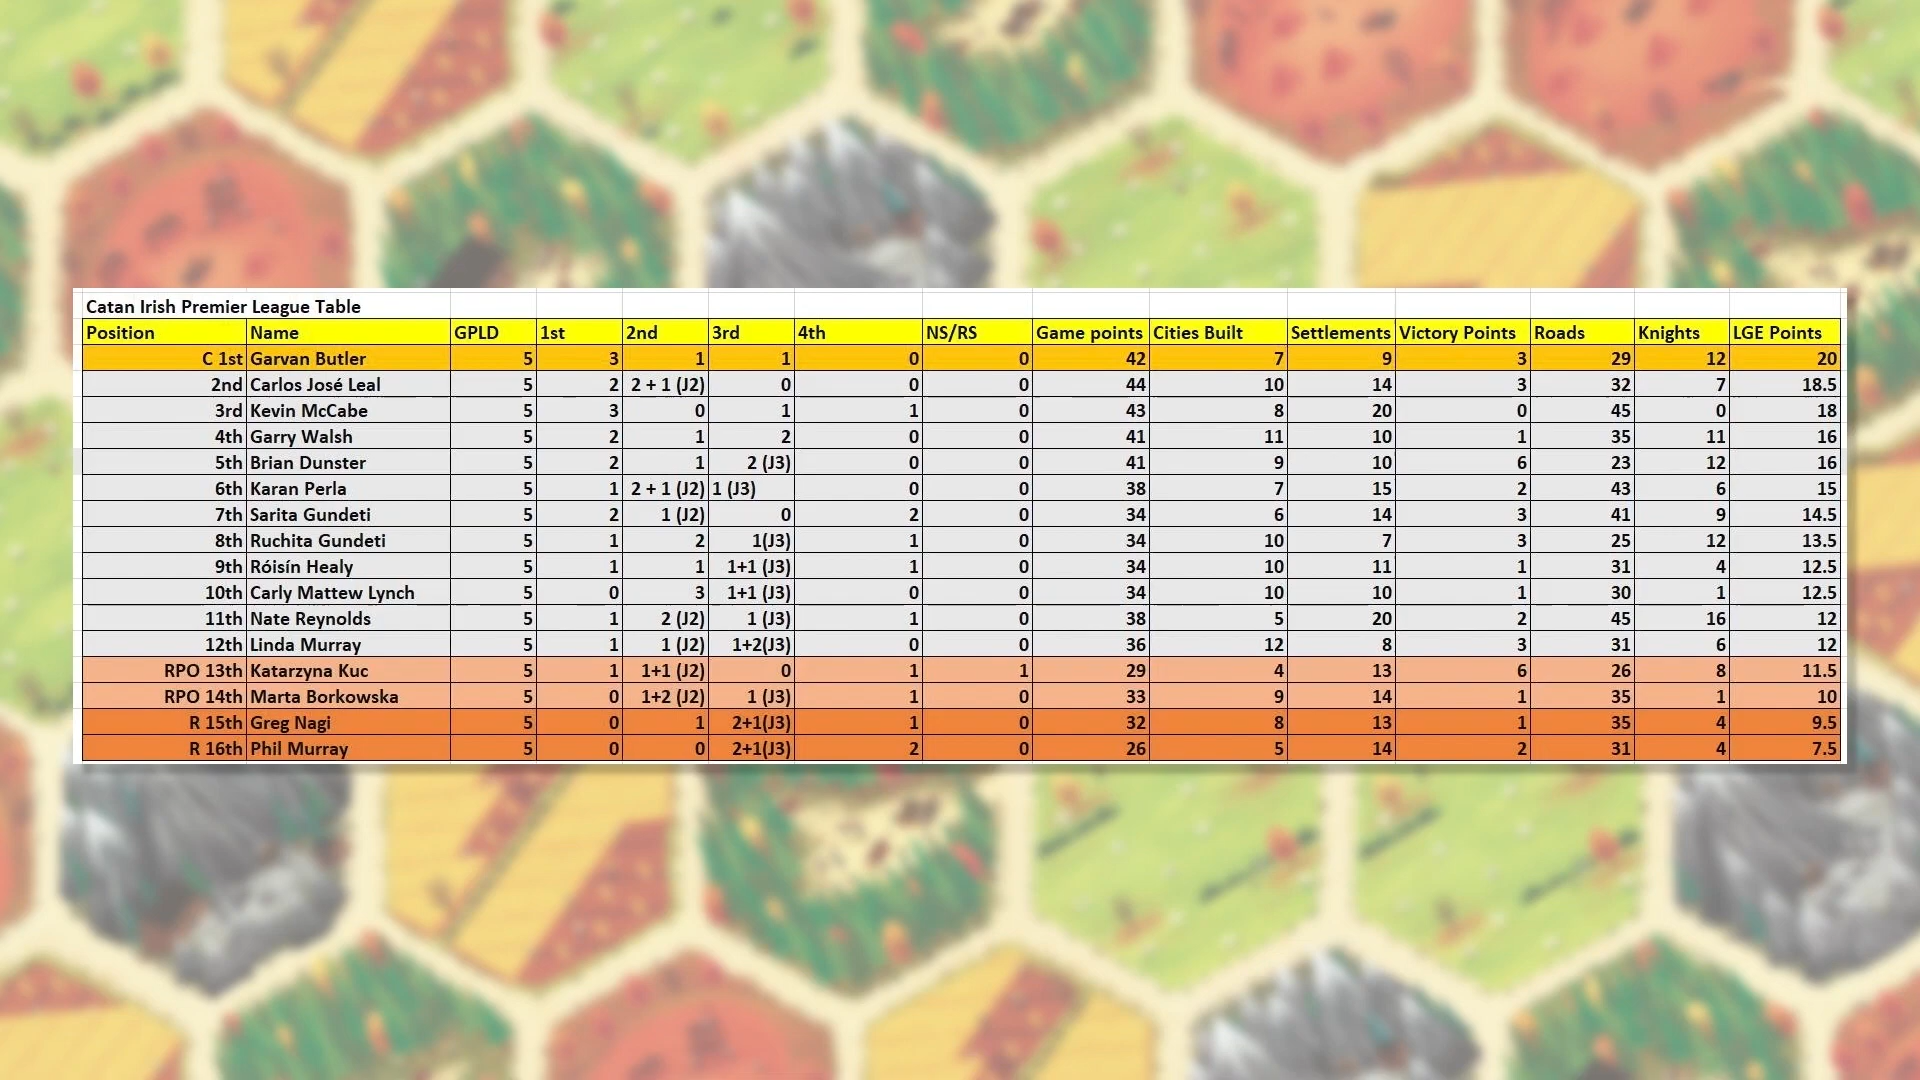 Catan Irish Premier League Table
Position Name GPLD 1st 2nd 3rd 4th NS/RS Game points Cities Built Settlements Victory Points Roads Knights LGE Points
C 1st Garvan Butler 5 3 1 1 0 0 42 7 9 3 29 12 20
2nd Carlos José Leal 5 2 2 + 1 (J2) 0 0 0 44 10 14 3 32 7 18.5
3rd Kevin McCabe 5 3 0 1 1 0 43 8 20 0 45 0 18
4th Garry Walsh 5 2 1 2 0 0 41 11 10 1 35 11 16
5th Brian Dunster 5 2 1 2 (J3) 0 0 41 9 10 6 23 12 16
6th Karan Perla 5 1 2 + 1 (J2) 1 (J3) 0 0 38 7 15 2 43 6 15
7th Sarita Gundeti 5 2 1 (J2) 0 2 0 34 6 14 3 41 9 14.5
8th Ruchita Gundeti 5 1 2 1(J3) 1 0 34 10 7 3 25 12 13.5
9th Róisín Healy 5 1 1 1+1 (J3) 1 0 34 10 11 1 31 4 12.5
10th Carly Mattew Lynch 5 0 3 1+1 (J3) 0 0 34 10 10 1 30 1 12.5
11th Nate Reynolds 5 1 2 (J2) 1 (J3) 1 0 38 5 20 2 45 16 12
12th Linda Murray 5 1 1 (J2) 1+2(J3) 0 0 36 12 8 3 31 6 12
RPO 13th Katarzyna Kuc 5 1 1+1 (J2) 0 1 1 29 4 13 6 26 8 11.5
RPO 14th Marta Borkowska 5 0 1+2 (J2) 1 (J3) 1 0 33 9 14 1 35 1 10
R 15th Greg Nagi 5 0 1 2+1(J3) 1 0 32 8 13 1 35 4 9.5
R 16th Phil Murray 5 0 0 2+1(J3) 2 0 26 5 14 2 31 4 7.5